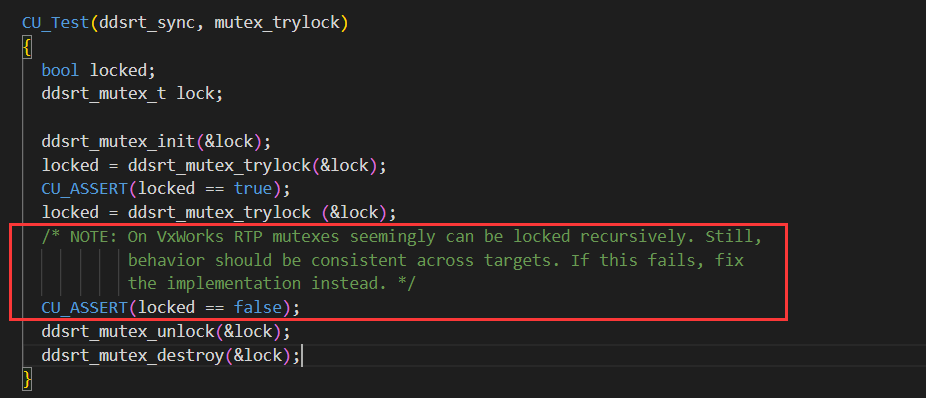 CU_Test(ddsrt_sync, mutex_trylock)
{
bool locked;
ddsrt_mutex_t lock;
ddsrt_mutex_init(&lock);
locked = ddsrt_mutex_trylock(&lock);
CU_ASSERT(locked == true);
locked = ddsrt_mutex_trylock (&lock);
/* NOTE: On VxWorks RTP mutexes seemingly can be locked recursively. Still,
behavior should be consistent across targets. If this fails, fix
the implementation instead. */
CU_ASSERT(locked == false);
ddsrt_mutex_unlock(&lock);
ddsrt_mutex_destroy(&lock);
}